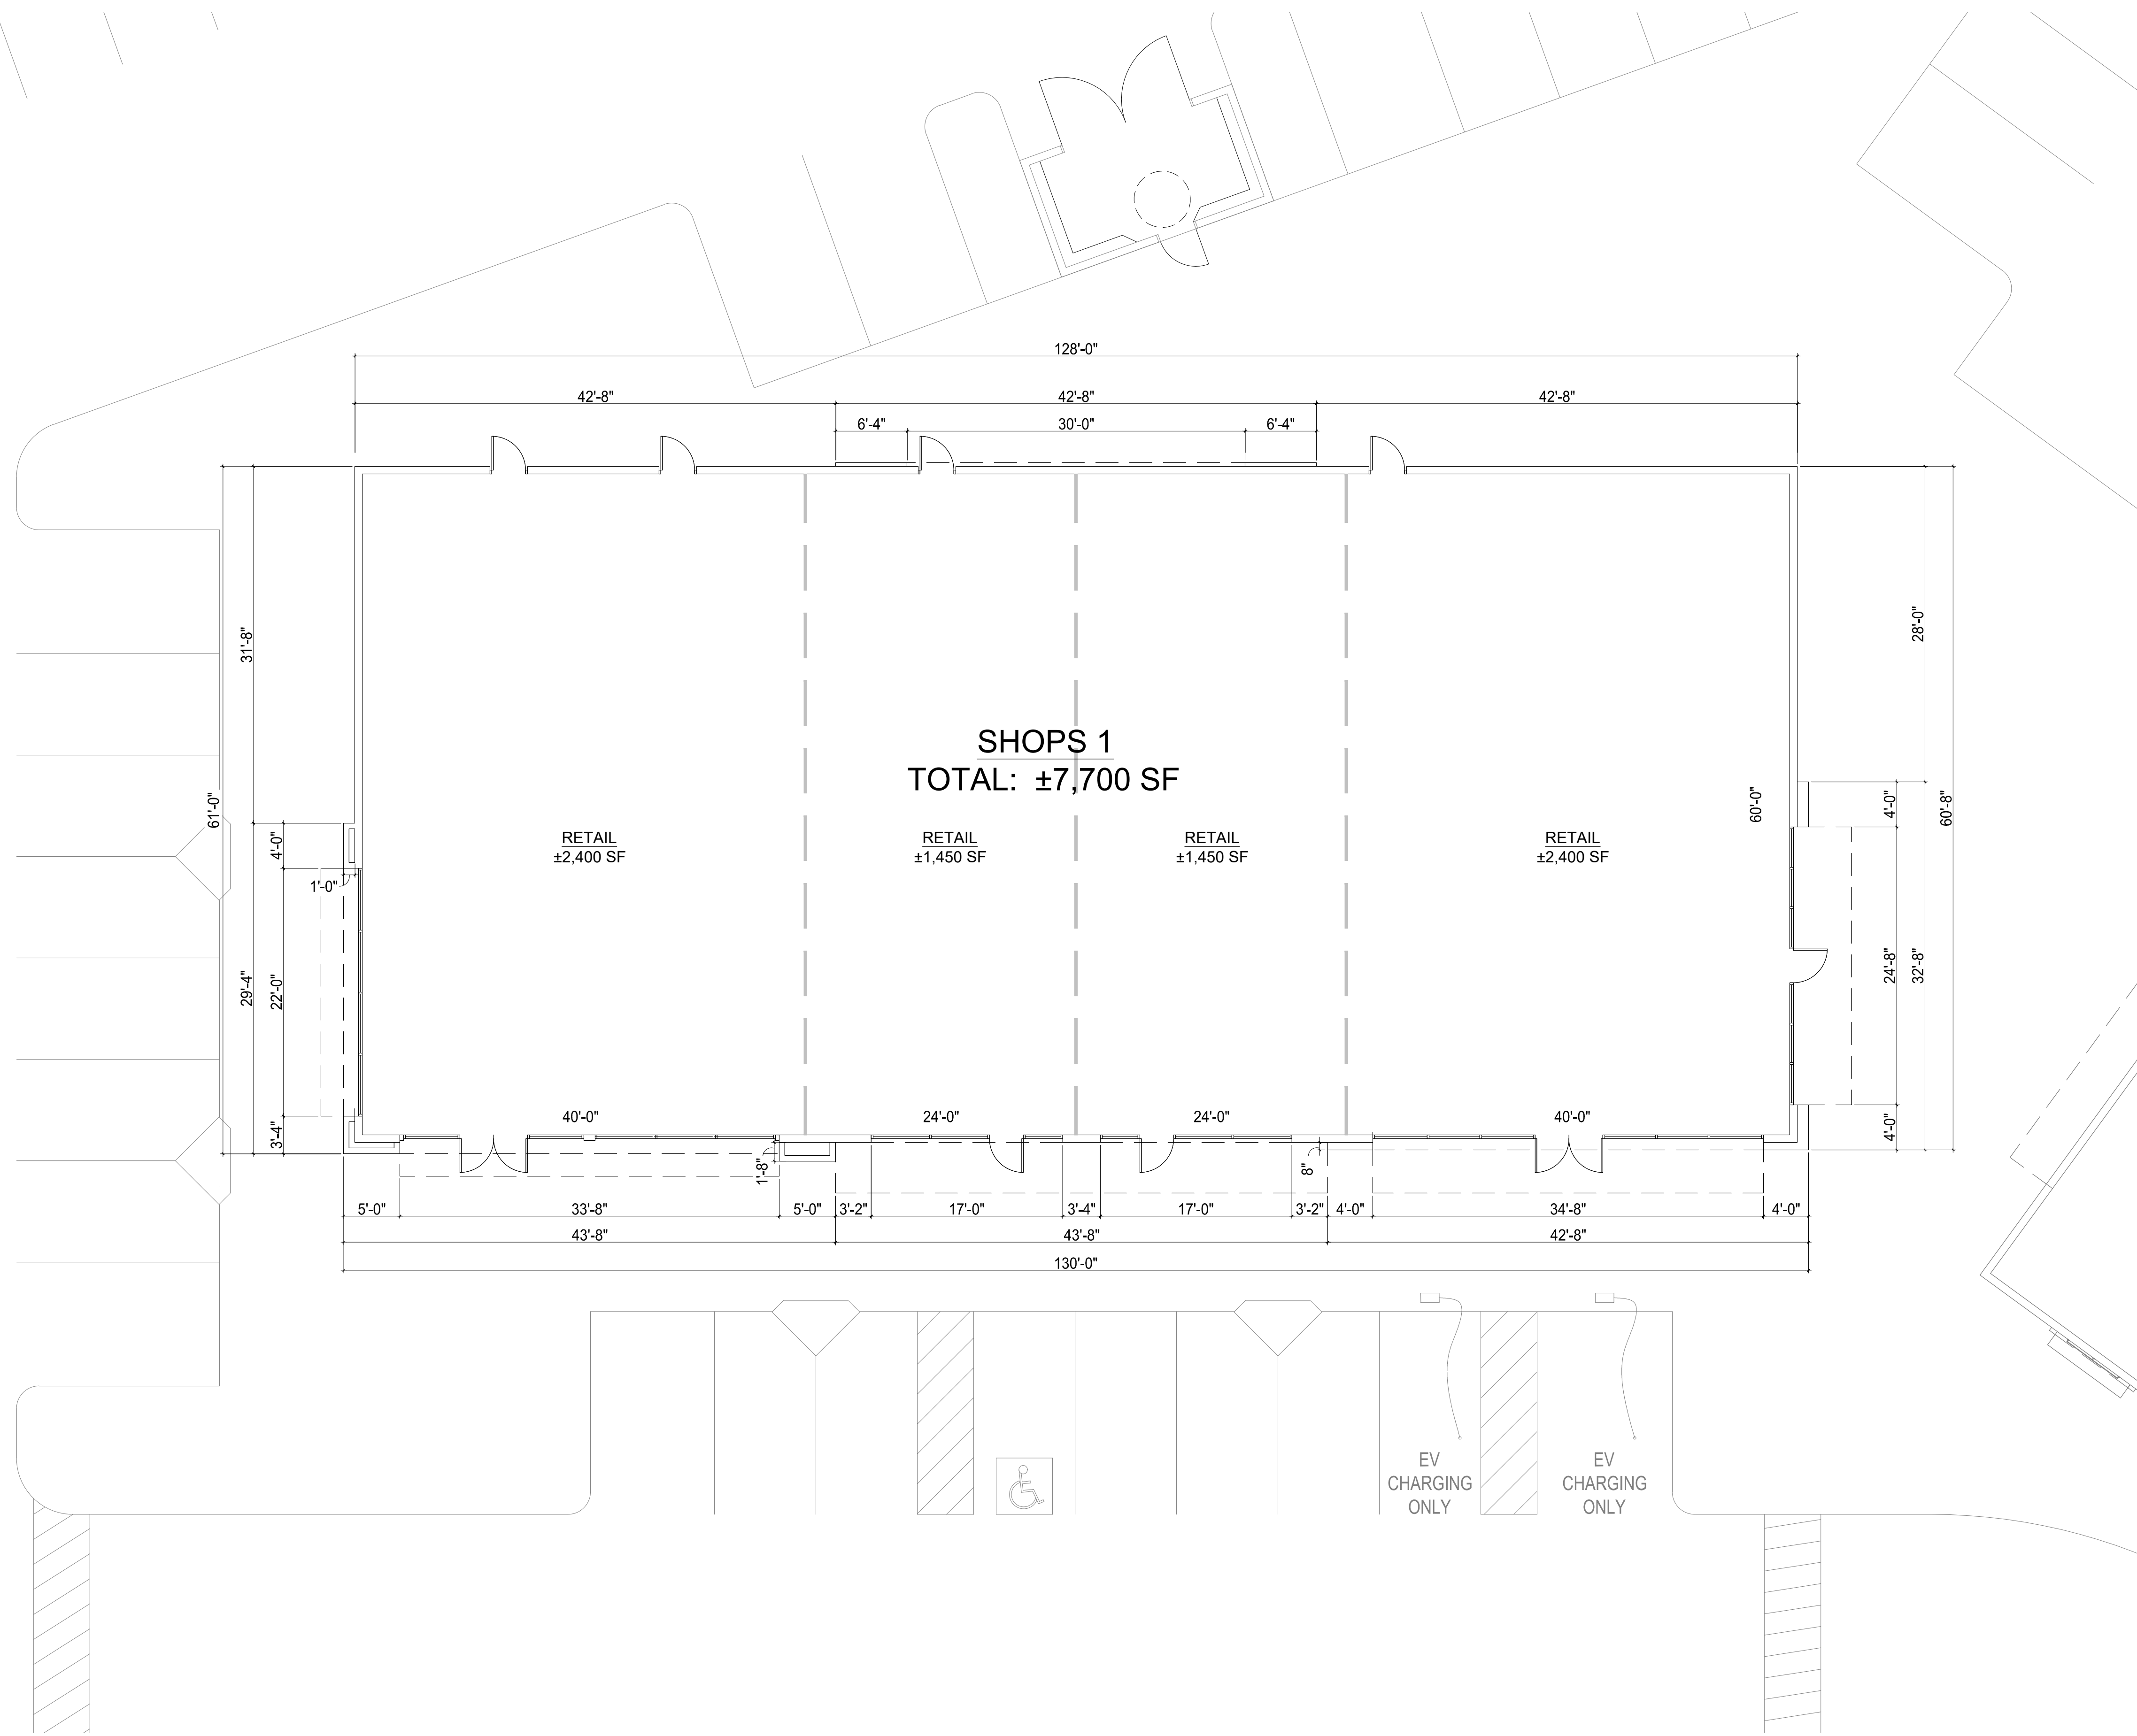 128'-0"
42'-8" 42'-8" 42'-8"
6'-4" 30'-0" 6'-4"
31'-8"
28'-0"
SHOPS 1
TOTAL: ±7,700 SF
61'-0"
60'-0"
4'-0"
60'-8"
4'-0"
RETAIL
±2,400 SF
RETAIL
±1,450 SF
RETAIL
±1,450 SF
RETAIL
±2,400 SF
1'-0"
29'-4"
22'-0"
24'-8"
32'-8"
3'-4"
40'-0" 24'-0" 24'-0" 40'-0"
4'-0"
1'-8"
8"
5'-0" 33'-8" 5'-0" 3'-2" 17'-0" 3'-4" 17'-0" 3'-2" 4'-0" 34'-8" 4'-0"
43'-8" 43'-8" 42'-8"
130'-0"
EV
CHARGING
ONLY
EV
CHARGING
ONLY